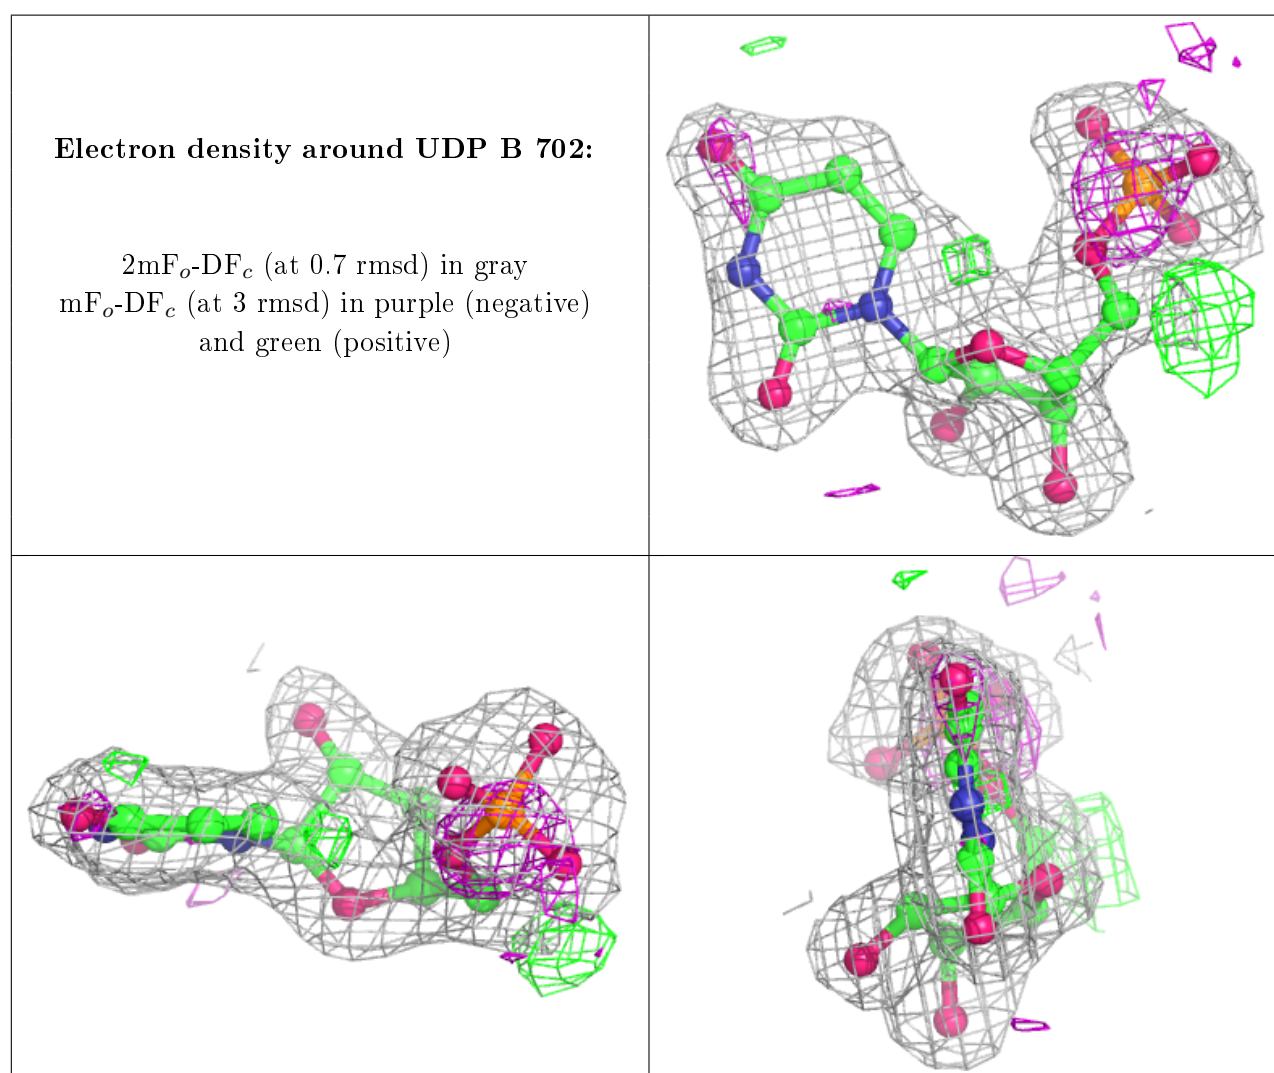 Electron density around UDP B 702:
2mFo-DFc (at 0.7 rmsd) in gray
mFo-DFc (at 3 rmsd) in purple (negative)
and green (positive)